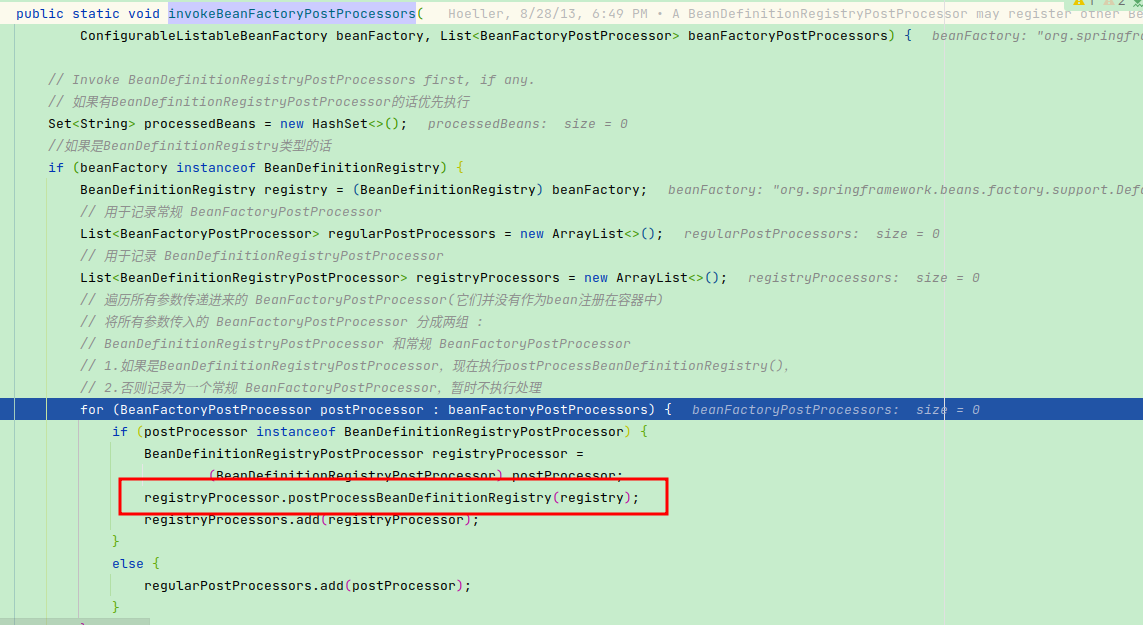 public static void invokeBeanFactoryPostProcessors( Hoeller, 8/28/13, 6:49 PM • A BeanDefinitionRegistryPostProcessor may register other Be
ConfigurableListableBeanFactory beanFactory, List<BeanFactoryPostProcessor> beanFactoryPostProcessors) { beanFactory: "org.springfra
// Invoke BeanDefinitionRegistryPostProcessors first, if any.
// 如果有BeanDefinitionRegistryPostProcessor的话优先执行
Set<String> processedBeans = new HashSet<>(); processedBeans: size = 0
//如果是BeanDefinitionRegistry类型的话
if (beanFactory instanceof BeanDefinitionRegistry) {
BeanDefinitionRegistry registry = (BeanDefinitionRegistry) beanFactory; beanFactory: "org.springframework.beans.factory.support.Defa
// 用于记录常规 BeanFactoryPostProcessor
List<BeanFactoryPostProcessor> regularPostProcessors = new ArrayList<>(); regularPostProcessors: size = 0
// 用于记录 BeanDefinitionRegistryPostProcessor
List<BeanDefinitionRegistryPostProcessor> registryProcessors = new ArrayList<>(); registryProcessors: size = 0
// 遍历所有参数传递进来的 BeanFactoryPostProcessor(它们并没有作为bean注册在容器中)
// 将所有参数传入的 BeanFactoryPostProcessor 分成两组 :
// BeanDefinitionRegistryPostProcessor 和常规 BeanFactoryPostProcessor
// 1.如果是BeanDefinitionRegistryPostProcessor，现在执行postProcessBeanDefinitionRegistry()，
// 2.否则记录为一个常规 BeanFactoryPostProcessor，暂时不执行处理
for (BeanFactoryPostProcessor postProcessor : beanFactoryPostProcessors) { beanFactoryPostProcessors: size = 0
if (postProcessor instanceof BeanDefinitionRegistryPostProcessor) {
BeanDefinitionRegistryPostProcessor registryProcessor =
(BeanDefinitionRegistryPostProcessor) postProcessor;
registryProcessor.postProcessBeanDefinitionRegistry(registry);
registryProcessors.add(registryProcessor);
}
else {
regularPostProcessors.add(postProcessor);
}